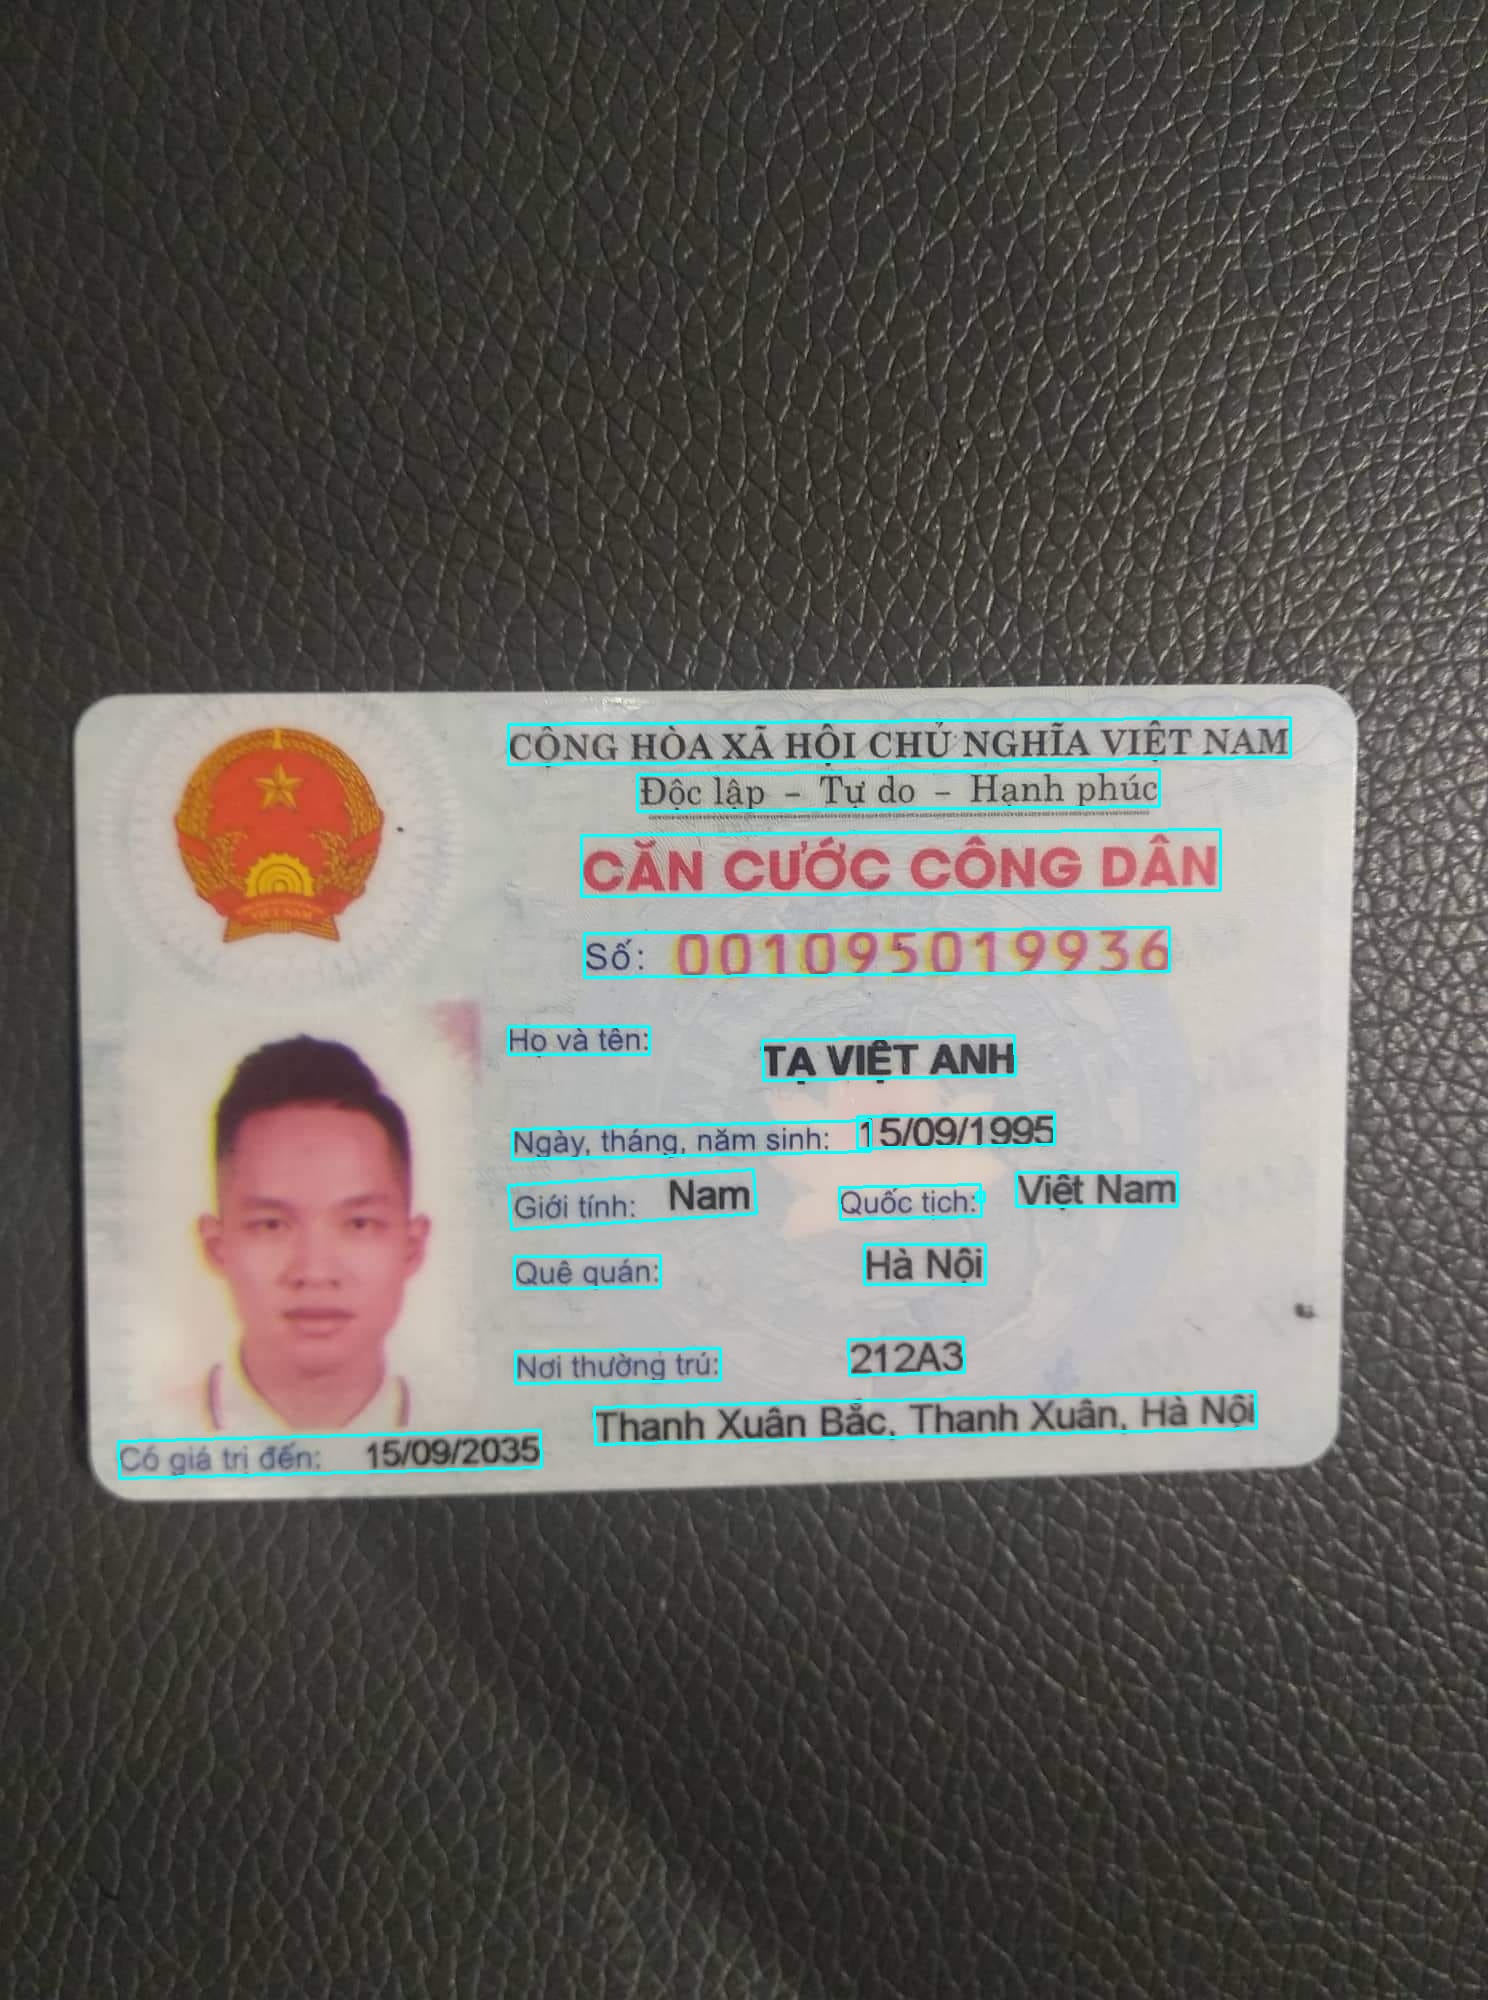 CỘNG HÒA XÃ HỘI CHỦ NGHĨA VIỆT NAM
Độc lập – Tự do – Hạnh phúc
CĂN CƯỚC CÔNG DÂN
Số: 001095019936
Họ và tên: TẠ VIỆT ANH
Ngày, tháng, năm sinh: 15/09/1995
Giới tính: Nam Quốc tịch: Việt Nam
Quê quán: Hà Nội
Nơi thường trú: 212A3
Thanh Xuân Bắc, Thanh Xuân, Hà Nội
Có giá trị đến: 15/09/2035
VIỆT NAM